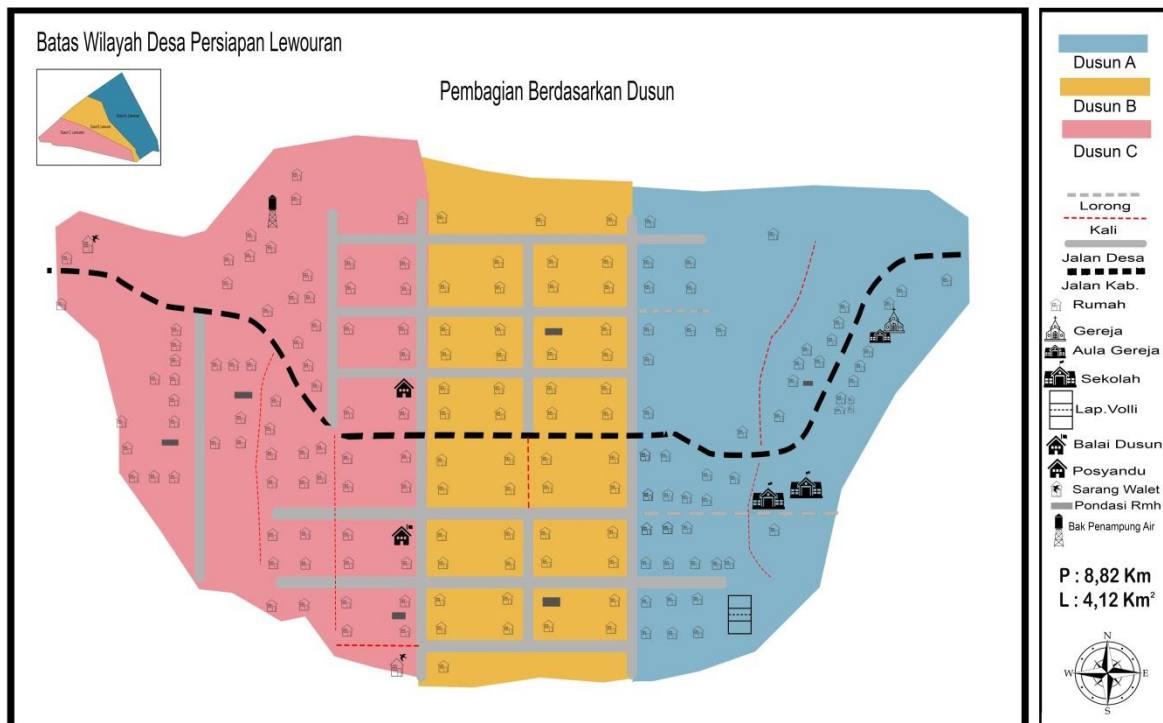 Batas Wilayah Desa Persiapan Lewouran
Pembagian Berdasarkan Dusun
Dusun A
Dusun B
Dusun C
Lorong
Kali
Jalan Desa
Jalan Kab.
Rumah
Gereja
Aula Gereja
Sekolah
Lap.Volli
Balai Dusun
Posyandu
Sarang Walet
Pondasi Rmh
Bak Penampung Air
P : 8,82 Km
L : 4,12 Km²
N
W
E
S